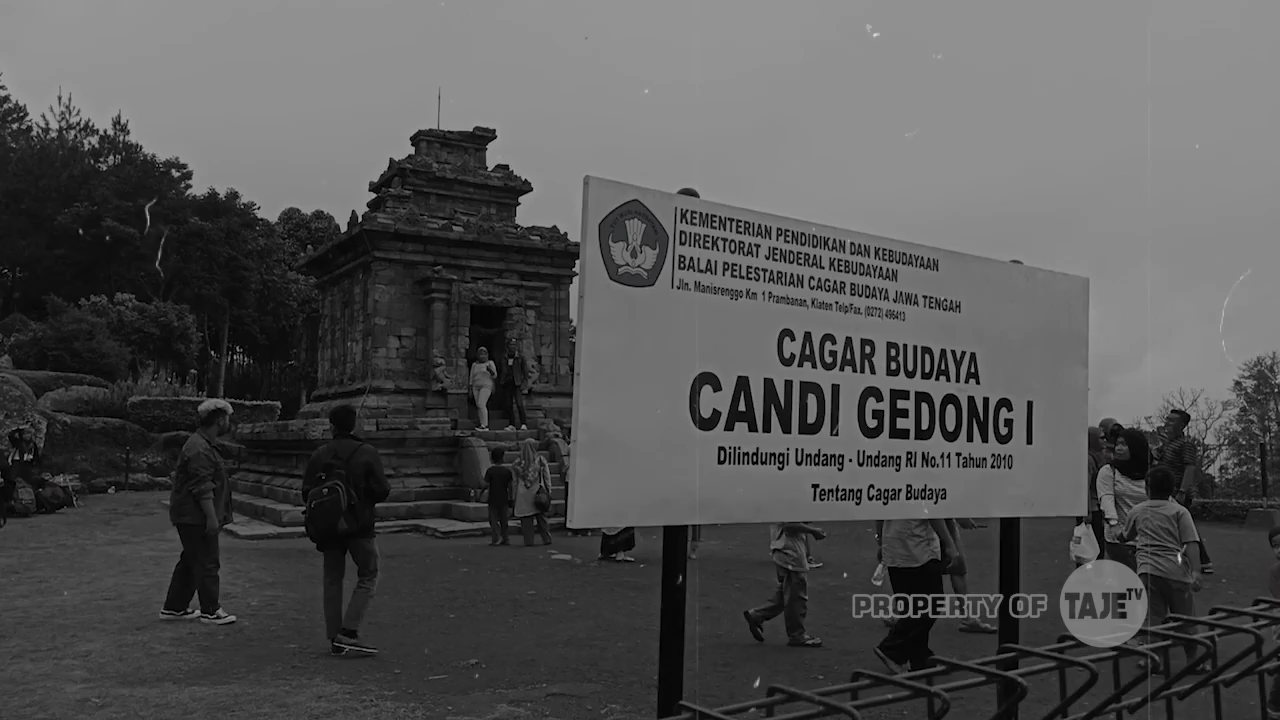 KEMENTERIAN PENDIDIKAN DAN KEBUDAYAAN
DIREKTORAT JENDERAL KEBUDAYAAN
BALAI PELESTARIAN CAGAR BUDAYA JAWA TENGAH
Jln. Manisrenggo Km 1 Prambanan, Klaten Telp/Fax. (0272) 496413
CAGAR BUDAYA
CANDI GEDONG I
Dilindungi Undang - Undang RI No.11 Tahun 2010
Tentang Cagar Budaya
PROPERTY OF TAJE TV